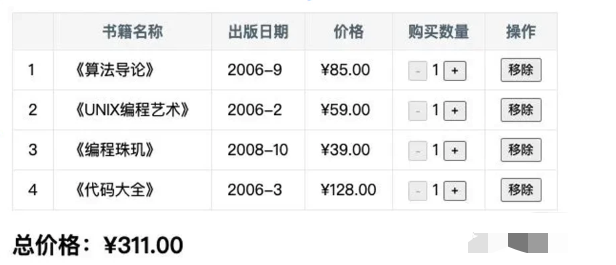 书籍名称 出版日期 价格 购买数量 操作
1 《算法导论》 2006-9 ¥85.00 - 1 + 移除
2 《UNIX编程艺术》 2006-2 ¥59.00 - 1 + 移除
3 《编程珠玑》 2008-10 ¥39.00 - 1 + 移除
4 《代码大全》 2006-3 ¥128.00 - 1 + 移除
总价格：¥311.00